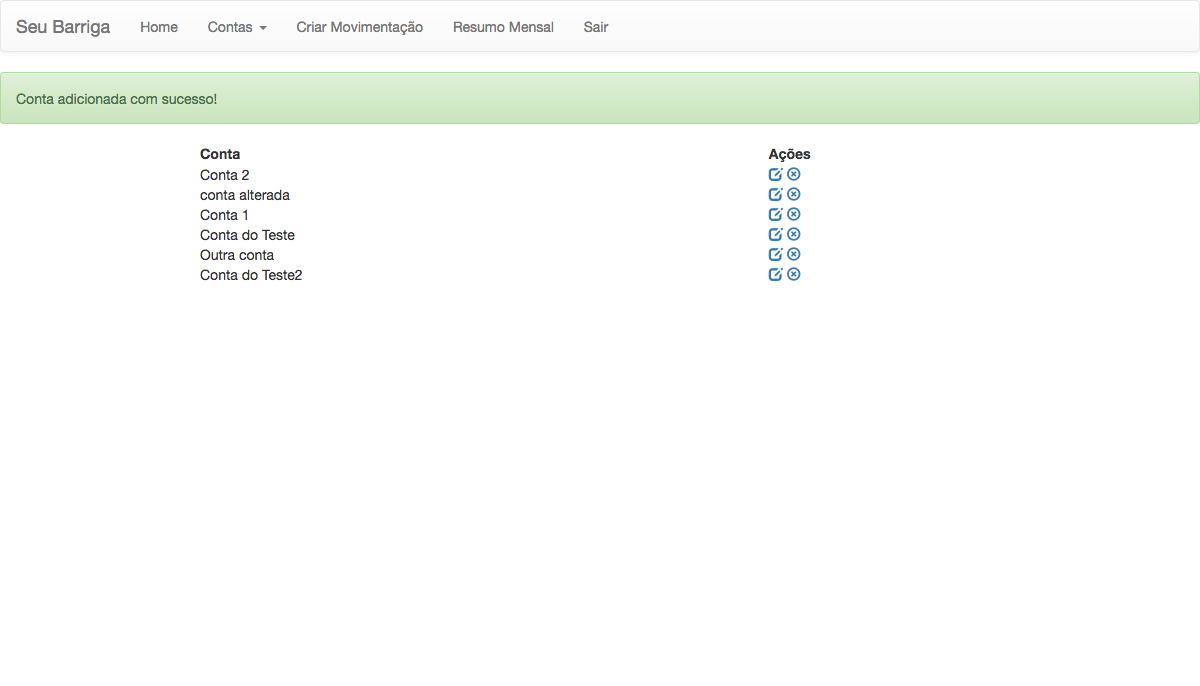 Seu Barriga Home Contas Criar Movimentação Resumo Mensal Sair
Conta adicionada com sucesso!
Conta Ações
Conta 2
conta alterada
Conta 1
Conta do Teste
Outra conta
Conta do Teste2